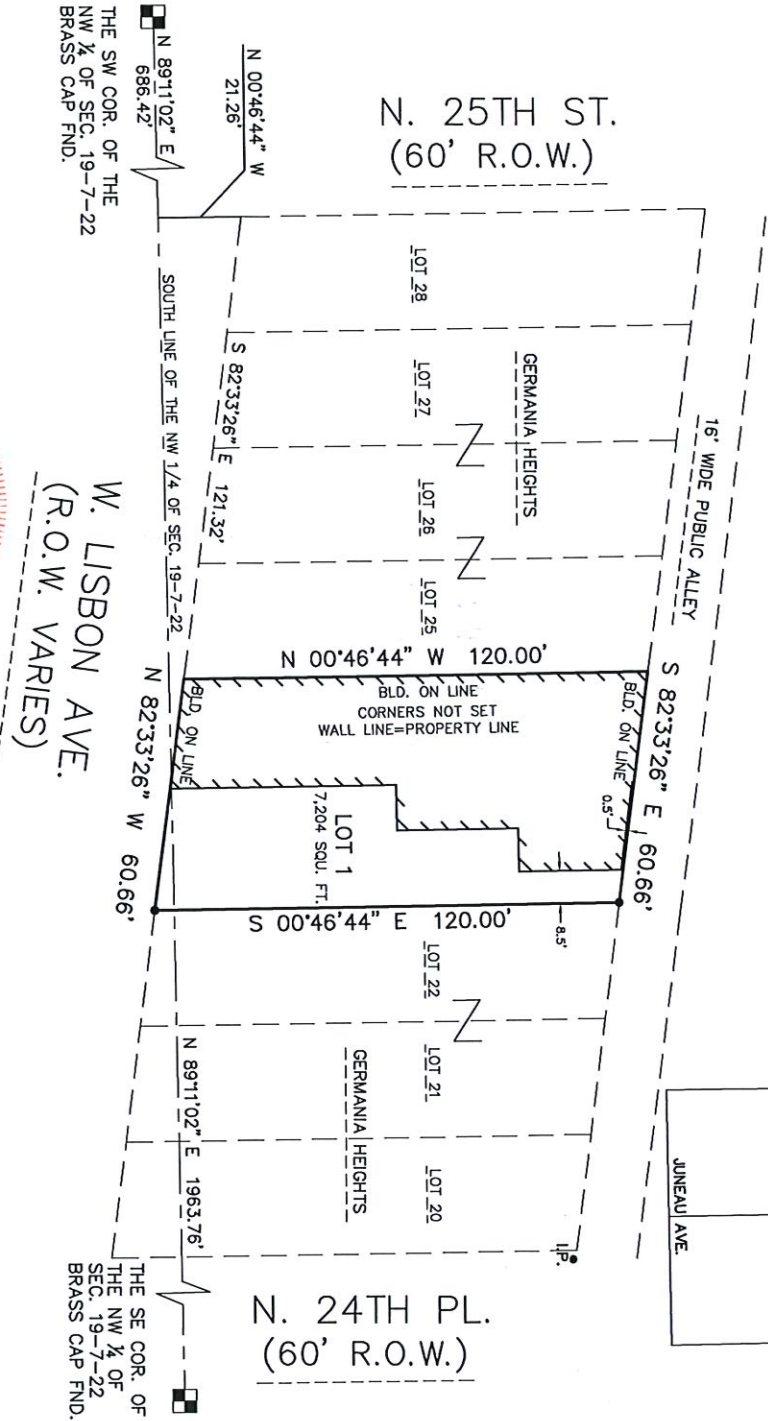 N. 25TH ST.
(60' R.O.W.)
N 00°46'44" W
21.26'
N 89°11'02" E
686.42'
THE SW COR. OF THE
NW ¼ OF SEC. 19-7-22
BRASS CAP FND.
16' WIDE PUBLIC ALLEY
LOT 28
LOT 27
GERMANIA HEIGHTS
LOT 26
LOT 25
S 82°33'26" E 121.32'
SOUTH LINE OF THE NW 1/4 OF SEC. 19-7-22
W. LISBON AVE.
(R.O.W. VARIES)
N 00°46'44" W 120.00'
S 82°33'26" E 60.66'
BLD. ON LINE
BLD. ON LINE
CORNERS NOT SET
WALL LINE=PROPERTY LINE
BLD. ON LINE
0.5'
LOT 1
7,204 SQU. FT.
N 82°33'26" W 60.66'
S 00°46'44" E 120.00'
8.5'
LOT 22
LOT 21
GERMANIA HEIGHTS
LOT 20
N 89°11'02" E 1963.76'
I.P.
JUNEAU AVE.
N. 24TH PL.
(60' R.O.W.)
THE SE COR. OF
THE NW ¼ OF
SEC. 19-7-22
BRASS CAP FND.